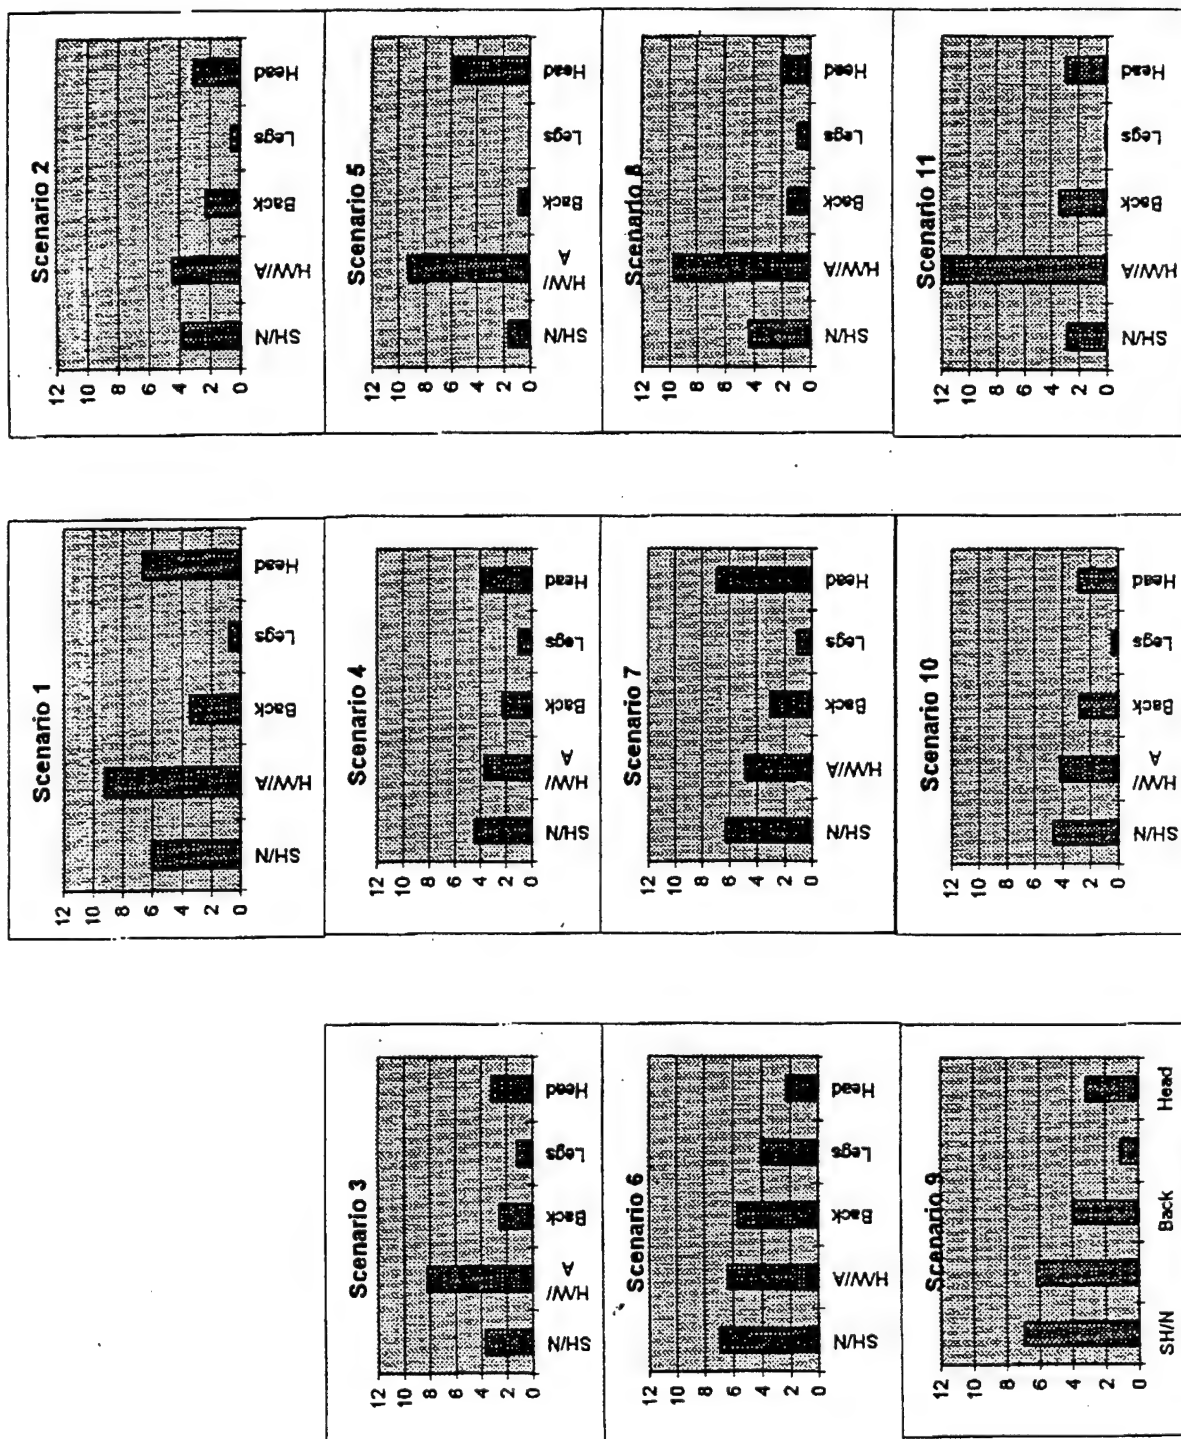 Scenario 1
12
10
8
6
4
2
0
SH/N
H/W/A
Back
Legs
Head
Scenario 2
12
10
8
6
4
2
0
SH/N
H/W/A
Back
Legs
Head
Scenario 3
12
10
8
6
4
2
0
SH/N
H/W/
A
Back
Legs
Head
Scenario 4
12
10
8
6
4
2
0
SH/N
H/W/
A
Back
Legs
Head
Scenario 5
12
10
8
6
4
2
0
SH/N
H/W/
A
Back
Legs
Head
Scenario 6
12
10
8
6
4
2
0
SH/N
H/W/A
Back
Legs
Head
Scenario 7
12
10
8
6
4
2
0
SH/N
H/W/A
Back
Legs
Head
Scenario 8
12
10
8
6
4
2
0
SH/N
H/W/A
Back
Legs
Head
Scenario 9
12
10
8
6
4
2
0
SH/N
Back
Head
Scenario 10
12
10
8
6
4
2
0
SH/N
H/W/
A
Back
Legs
Head
Scenario 11
12
10
8
6
4
2
0
SH/N
H/W/A
Back
Legs
Head